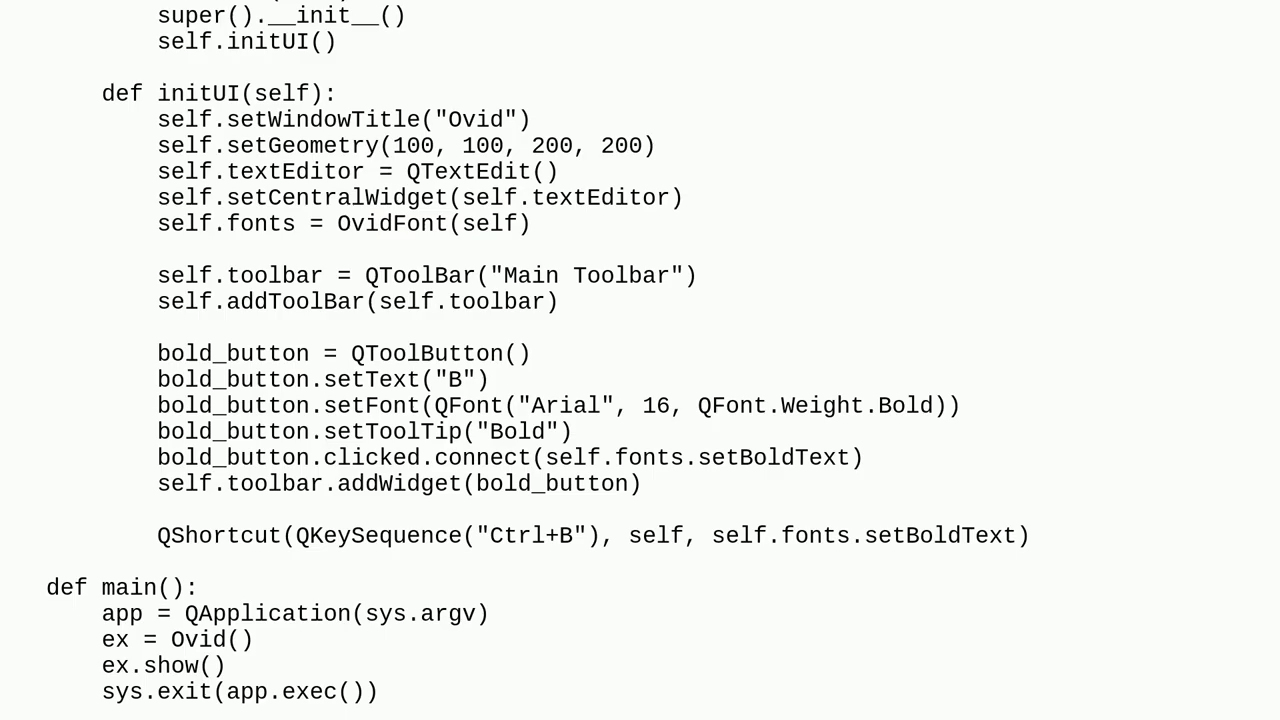 super().__init__()
self.initUI()
def initUI(self):
self.setWindowTitle("Ovid")
self.setGeometry(100, 100, 200, 200)
self.textEditor = QTextEdit()
self.setCentralWidget(self.textEditor)
self.fonts = OvidFont(self)
self.toolbar = QToolBar("Main Toolbar")
self.addToolBar(self.toolbar)
bold_button = QToolButton()
bold_button.setText("B")
bold_button.setFont(QFont("Arial", 16, QFont.Weight.Bold))
bold_button.setToolTip("Bold")
bold_button.clicked.connect(self.fonts.setBoldText)
self.toolbar.addWidget(bold_button)
QShortcut(QKeySequence("Ctrl+B"), self, self.fonts.setBoldText)
def main():
app = QApplication(sys.argv)
ex = Ovid()
ex.show()
sys.exit(app.exec())